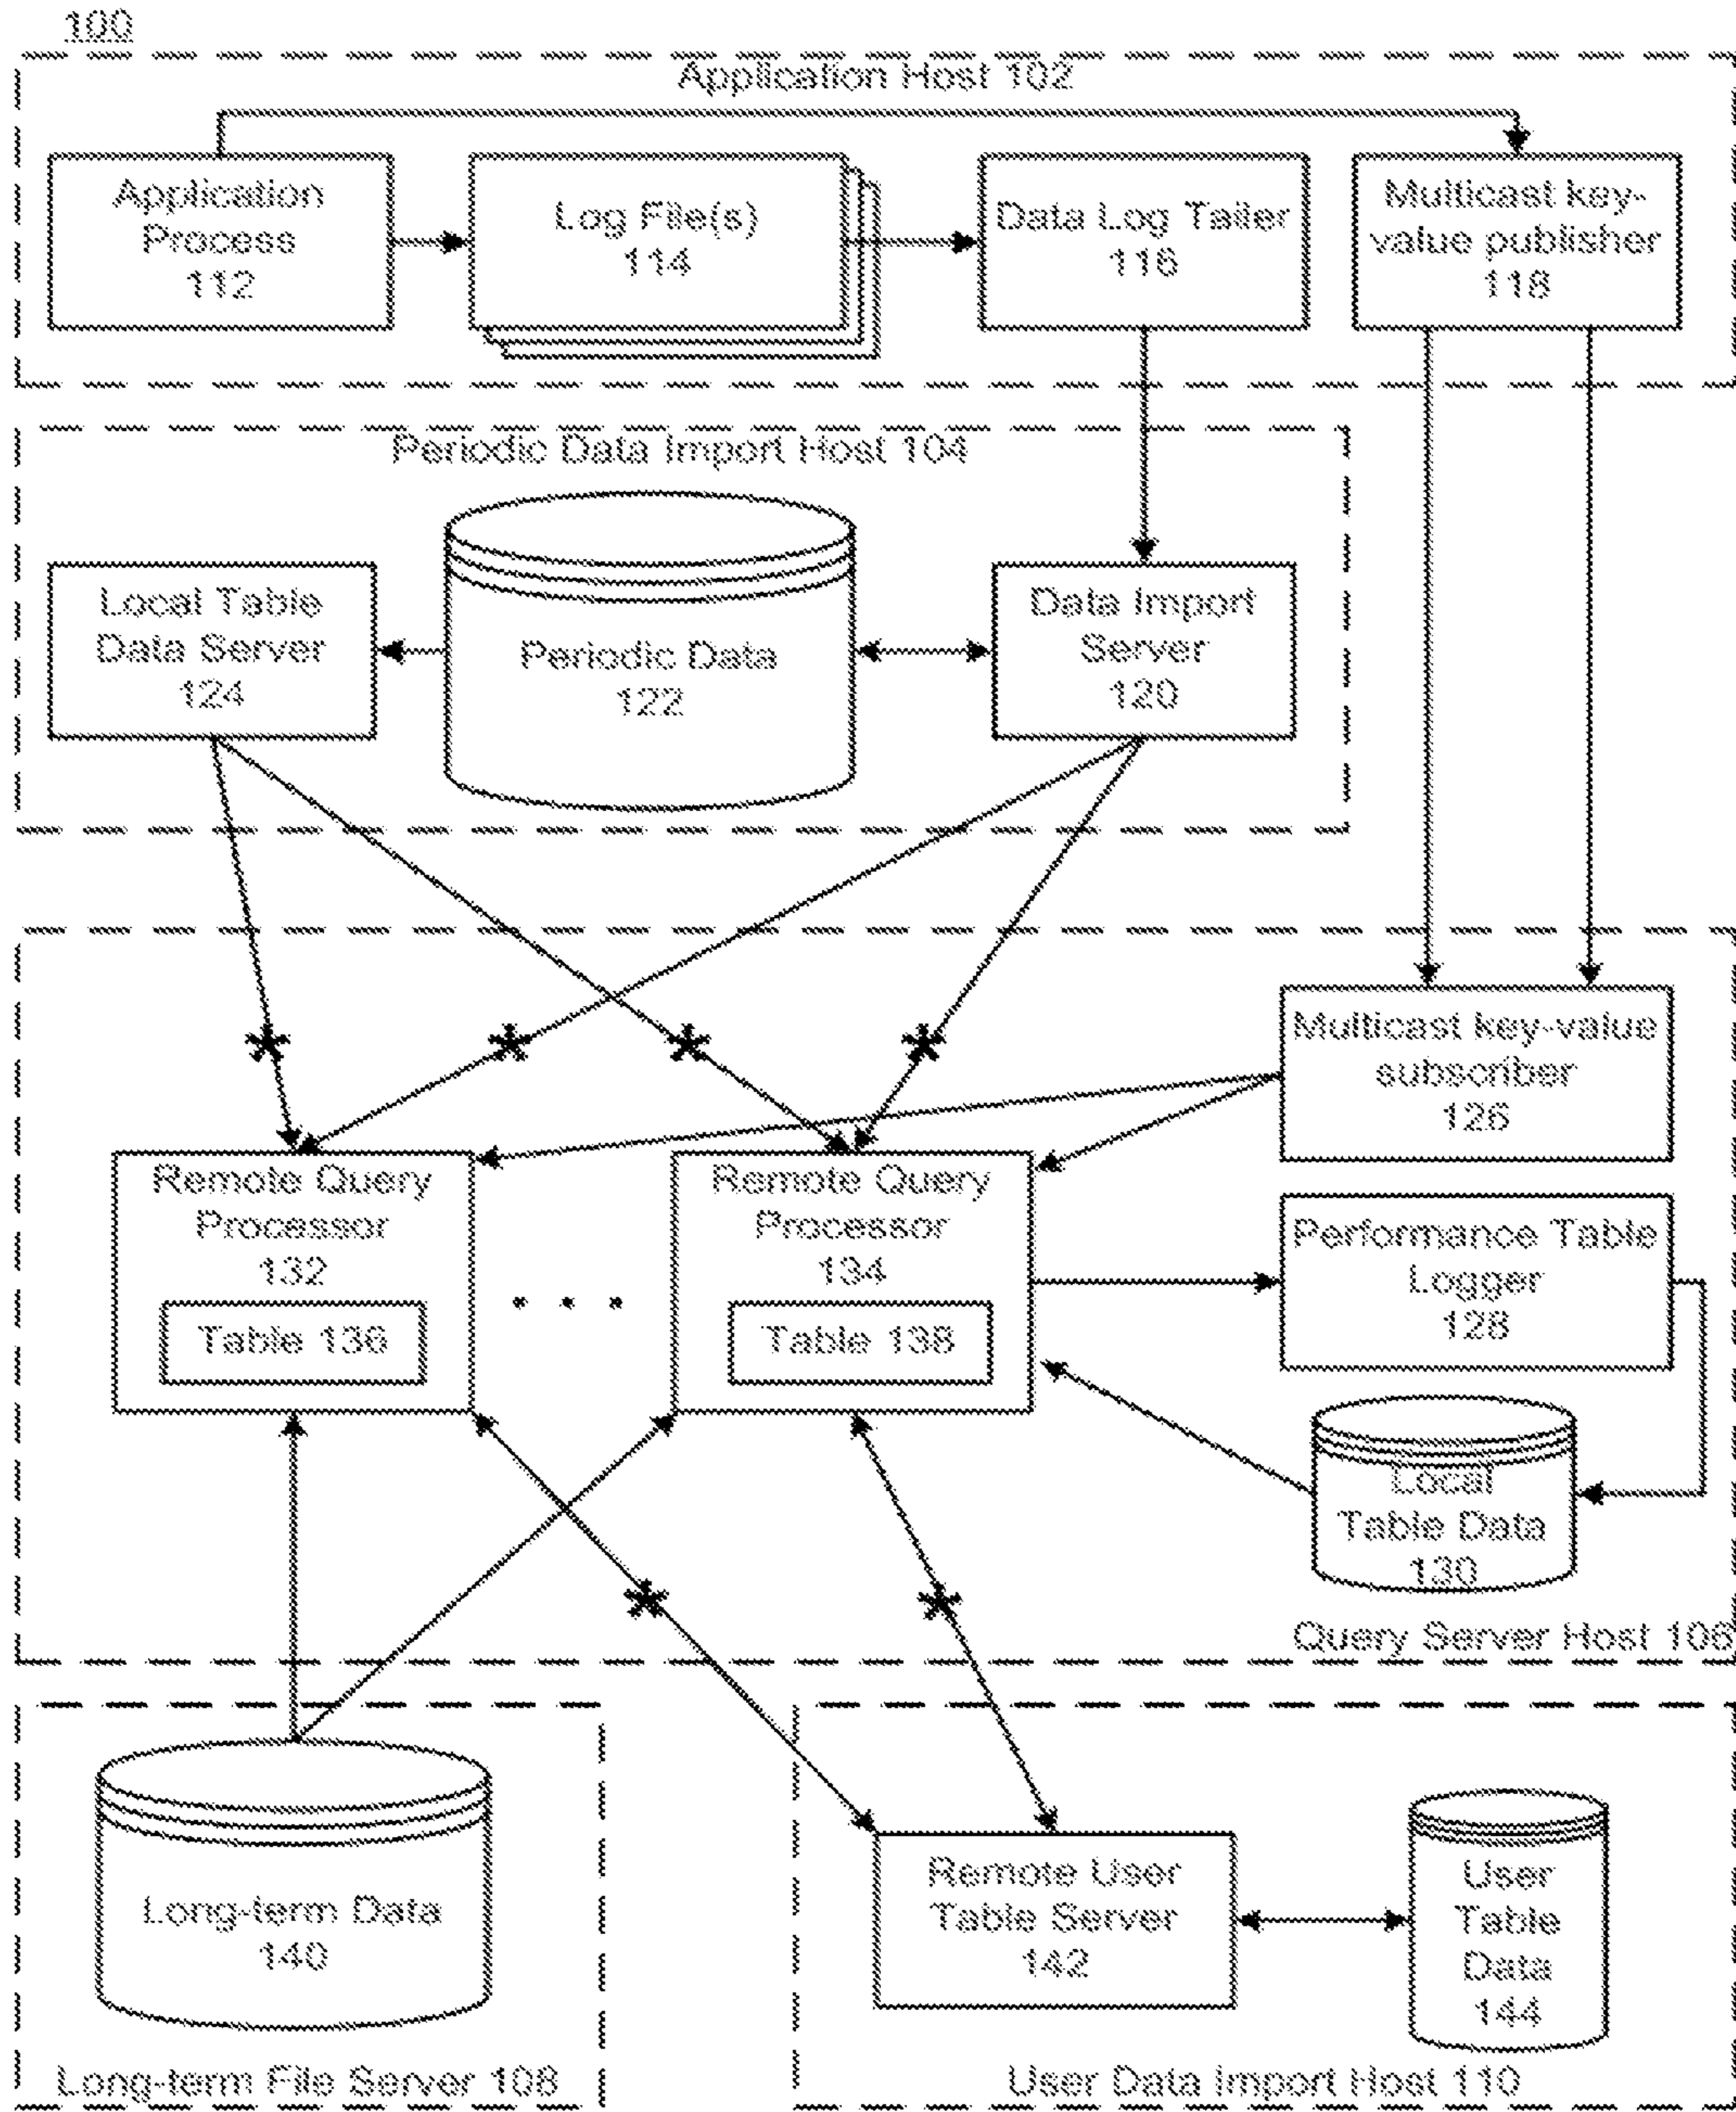 100
Application Host 102
Application
Process
112
Log File(s)
114
Data Log Tailer
116
Multicast key-
value publisher
118
Periodic Data Import Host 104
Local Table
Data Server
124
Periodic Data
122
Data Import
Server
120
Multicast key-value
subscriber
126
Remote Query
Processor
132
Table 136
. . .
Remote Query
Processor
134
Table 138
Performance Table
Logger
128
Local
Table Data
130
Query Server Host 106
Long-term Data
140
Long-term File Server 108
Remote User
Table Server
142
User
Table
Data
144
User Data Import Host 110